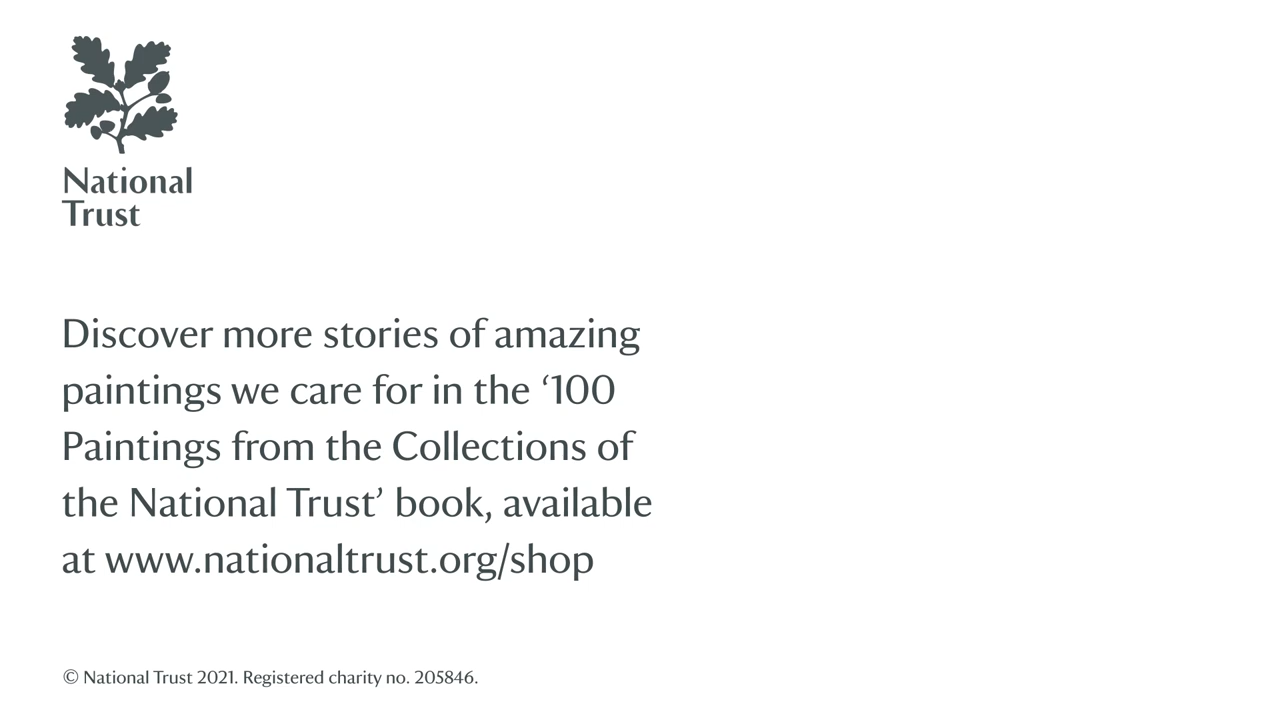 National
Trust
Discover more stories of amazing
paintings we care for in the ‘100
Paintings from the Collections of
the National Trust’ book, available
at www.nationaltrust.org/shop
© National Trust 2021. Registered charity no. 205846.